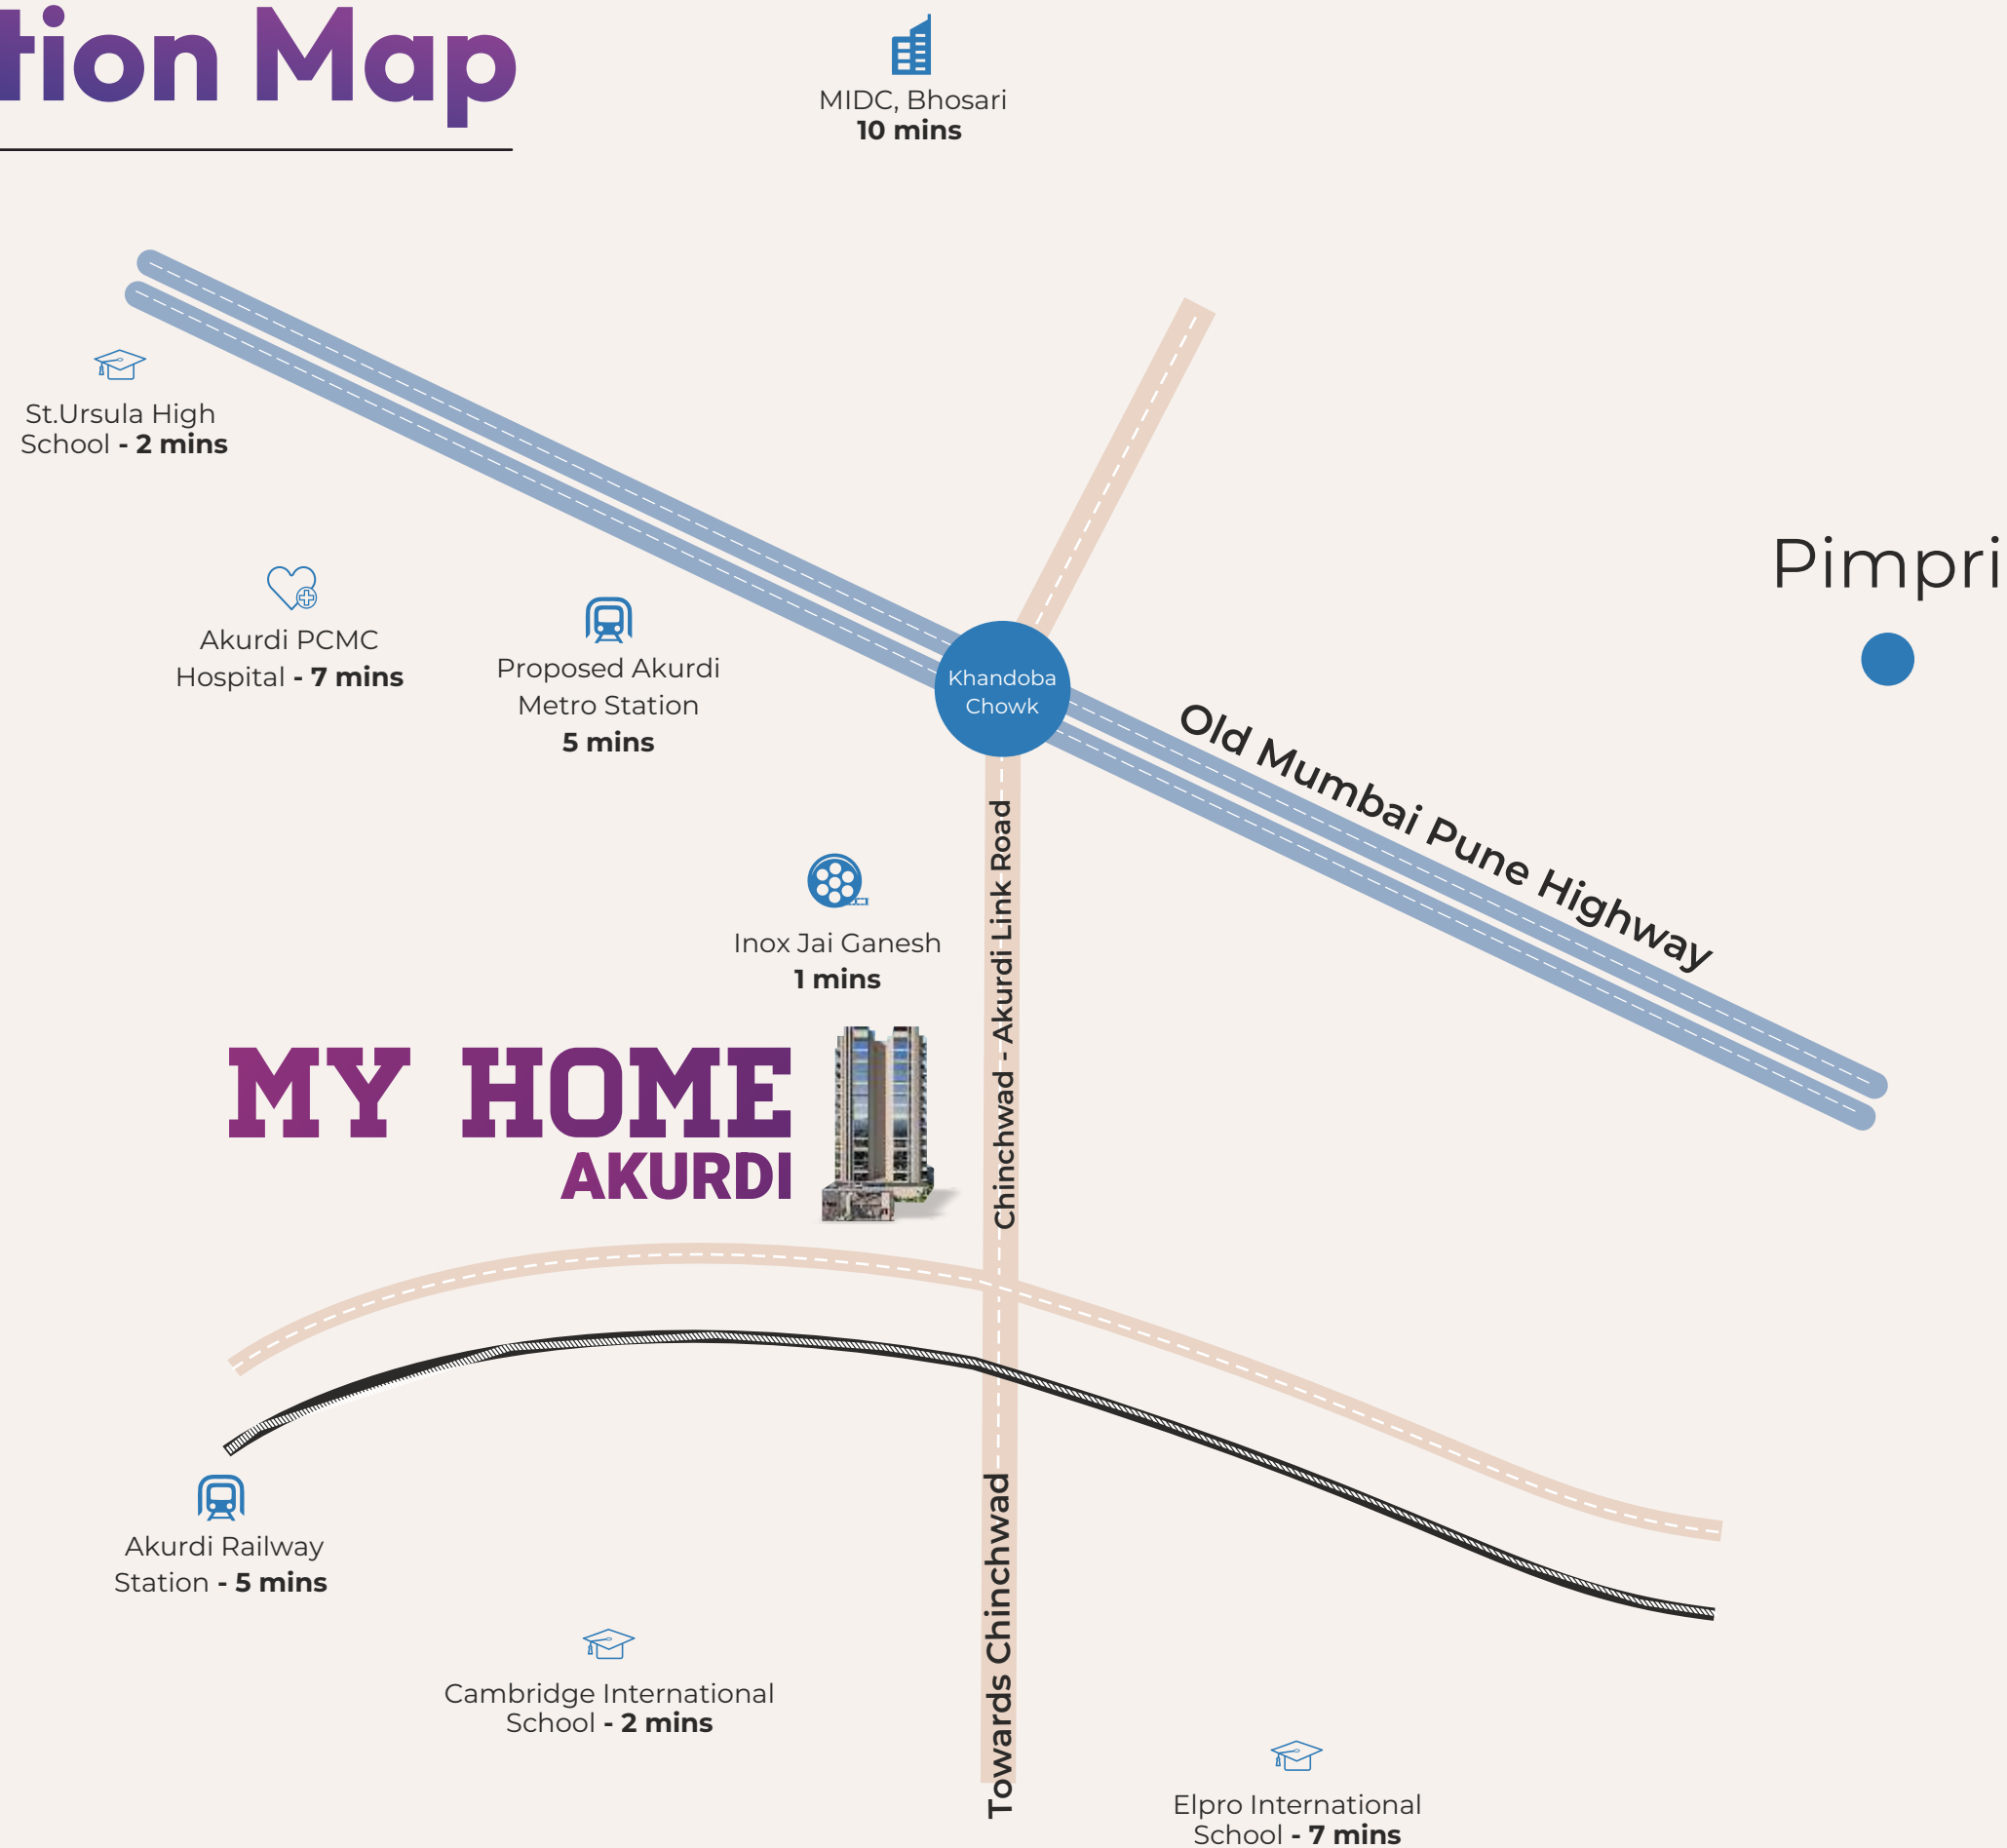 tion Map
MIDC, Bhosari
10 mins
St.Ursula High
School - 2 mins
Pimpri
Akurdi PCMC
Hospital - 7 mins
Proposed Akurdi
Metro Station
5 mins
Khandoba
Chowk
Old Mumbai Pune Highway
Chinchwad - Akurdi Link Road
Inox Jai Ganesh
1 mins
MY HOME
AKURDI
Akurdi Railway
Station - 5 mins
Towards Chinchwad
Cambridge International
School - 2 mins
Elpro International
School - 7 mins